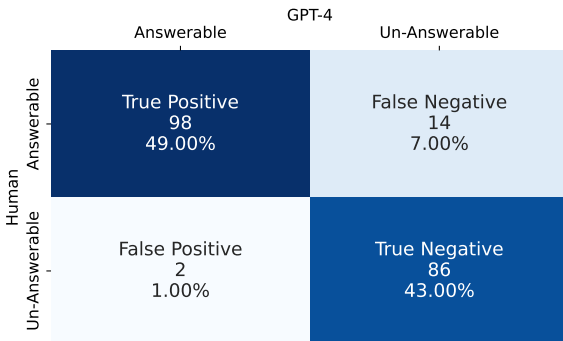 GPT-4
Answerable
Un-Answerable
Human
Answerable
True Positive
98
49.00%
False Negative
14
7.00%
Un-Answerable
False Positive
2
1.00%
True Negative
86
43.00%